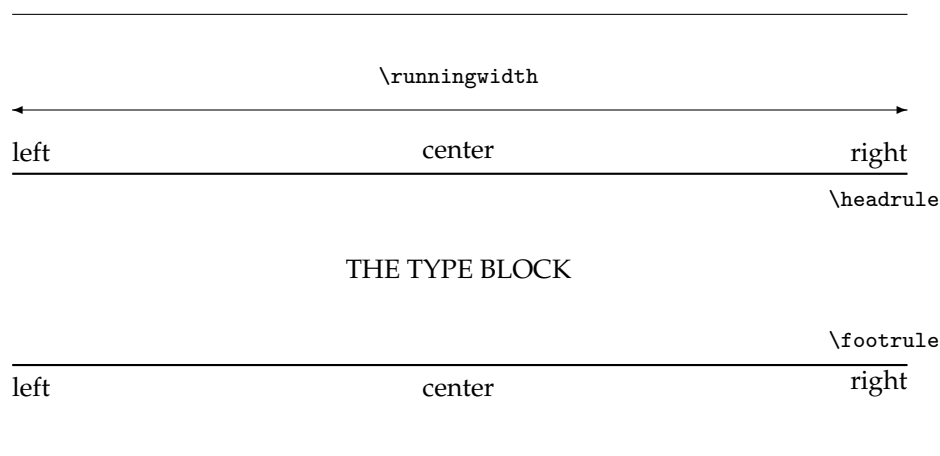 \runningwidth
left center right
\headrule
THE TYPE BLOCK
\footrule
left center right